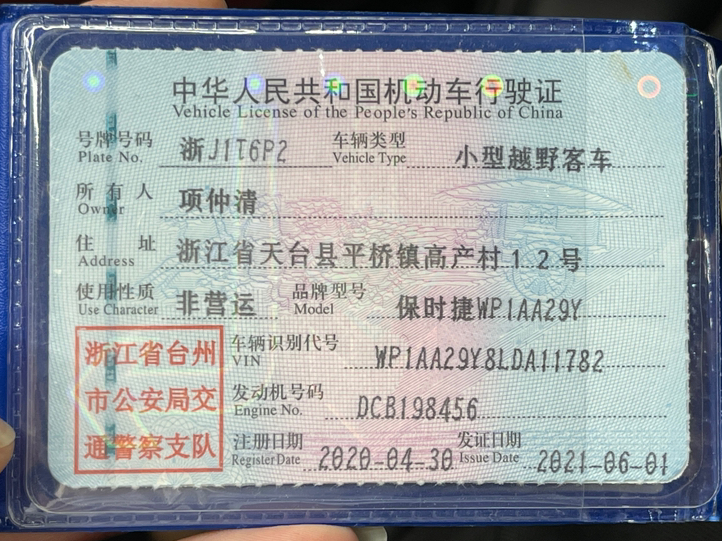 中华人民共和国机动车行驶证
Vehicle License of the People's Republic of China
号牌号码 浙J1T6P2 车辆类型 小型越野客车
Plate No. Vehicle Type
所有人 项仲清
Owner
住址 浙江省天台县平桥镇高产村12号
Address
使用性质 非营运 品牌型号 保时捷WP1AA29Y
Use Character Model
浙江省台州
市公安局交
通警察支队
车辆识别代号 WP1AA29Y8LDA11782
VIN
发动机号码 DCB198456
Engine No.
注册日期 2020-04-30 发证日期 2021-06-01
Register Date Issue Date